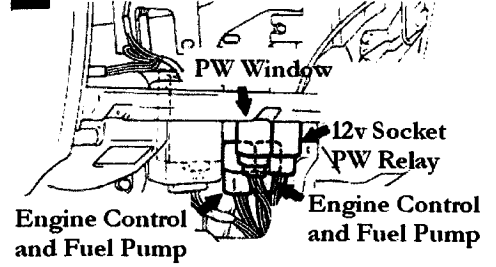 PW Window
12v Socket
PW Relay
Engine Control
and Fuel Pump
Engine Control
and Fuel Pump